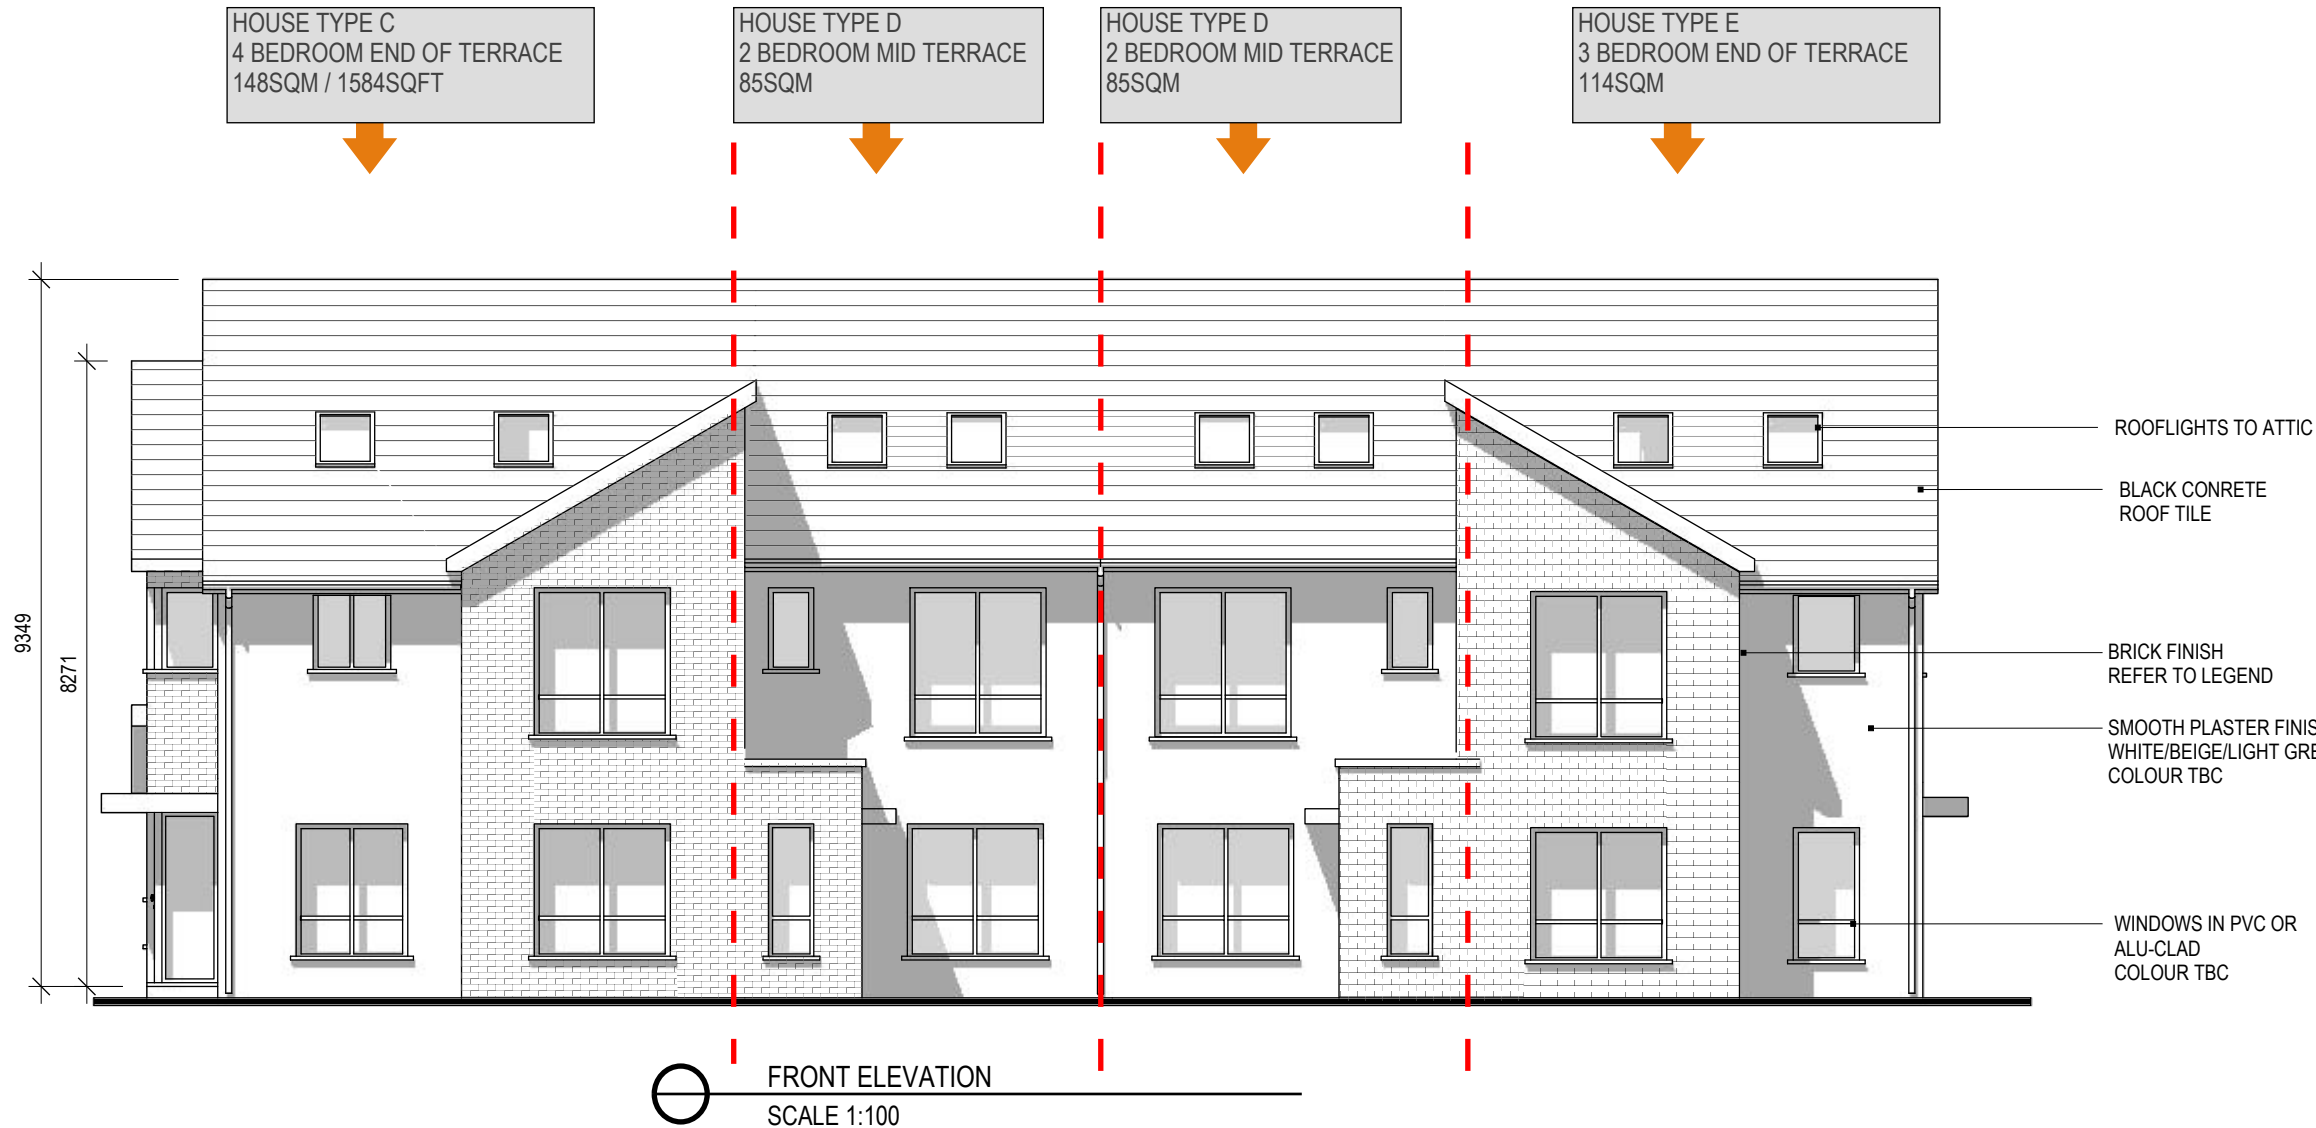 HOUSE TYPE C
4 BEDROOM END OF TERRACE
148SQM / 1584SQFT
HOUSE TYPE D
2 BEDROOM MID TERRACE
85SQM
HOUSE TYPE D
2 BEDROOM MID TERRACE
85SQM
HOUSE TYPE E
3 BEDROOM END OF TERRACE
114SQM
9349
8271
ROOFLIGHTS TO ATTIC
BLACK CONRETE
ROOF TILE
BRICK FINISH
REFER TO LEGEND
SMOOTH PLASTER FINIS
WHITE/BEIGE/LIGHT GRE
COLOUR TBC
WINDOWS IN PVC OR
ALU-CLAD
COLOUR TBC
FRONT ELEVATION
SCALE 1:100